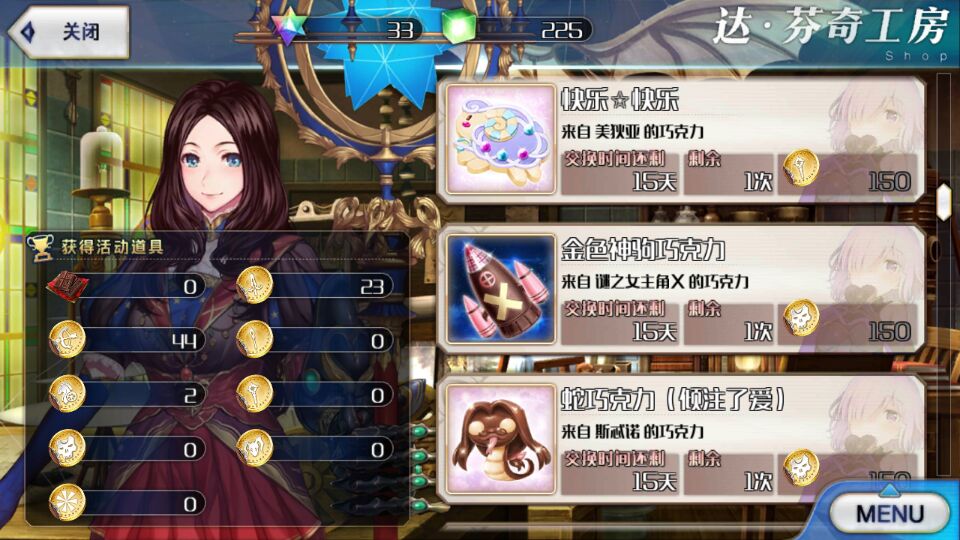 关闭
33
225
达·芬奇工房
Shop
获得活动道具
0
23
44
0
2
0
0
0
0
快乐☆快乐
来自 美狄亚 的巧克力
交换时间还剩 剩余
15天 1次 150
金色神驹巧克力
来自 谜之女主角X 的巧克力
交换时间还剩 剩余
15天 1次 150
蛇巧克力（倾注了爱）
来自 斯忒诺 的巧克力
交换时间还剩 剩余
15天 1次 150
MENU